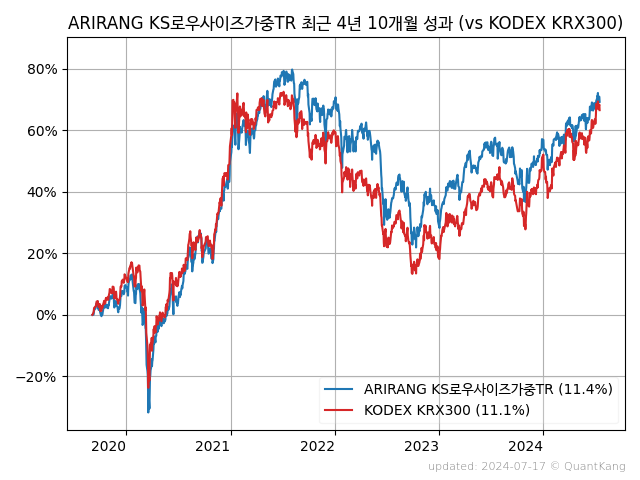 ARIRANG KS로우사이즈가중TR 최근 4년 10개월 성과 (vs KODEX KRX300)
80%
60%
40%
20%
0%
−20%
ARIRANG KS로우사이즈가중TR (11.4%)
KODEX KRX300 (11.1%)
2020 2021 2022 2023 2024
updated: 2024-07-17 © QuantKang